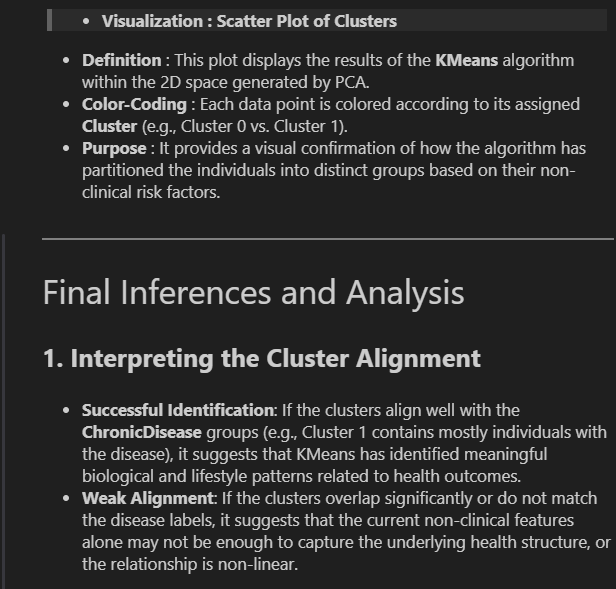 • Visualization : Scatter Plot of Clusters
• Definition : This plot displays the results of the KMeans algorithm
within the 2D space generated by PCA.
• Color-Coding : Each data point is colored according to its assigned
Cluster (e.g., Cluster 0 vs. Cluster 1).
• Purpose : It provides a visual confirmation of how the algorithm has
partitioned the individuals into distinct groups based on their non-
clinical risk factors.
Final Inferences and Analysis
1. Interpreting the Cluster Alignment
• Successful Identification: If the clusters align well with the
ChronicDisease groups (e.g., Cluster 1 contains mostly individuals with
the disease), it suggests that KMeans has identified meaningful
biological and lifestyle patterns related to health outcomes.
• Weak Alignment: If the clusters overlap significantly or do not match
the disease labels, it suggests that the current non-clinical features
alone may not be enough to capture the underlying health structure, or
the relationship is non-linear.